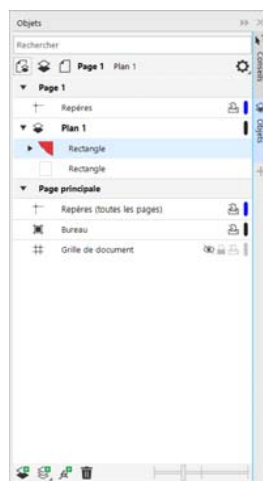 Objets
Rechercher
Page 1 Plan 1
Page 1
Repères
Plan 1
Rectangle
Rectangle
Page principale
Repères (toutes les pages)
Bureau
Grille de document
Conseils
Objets